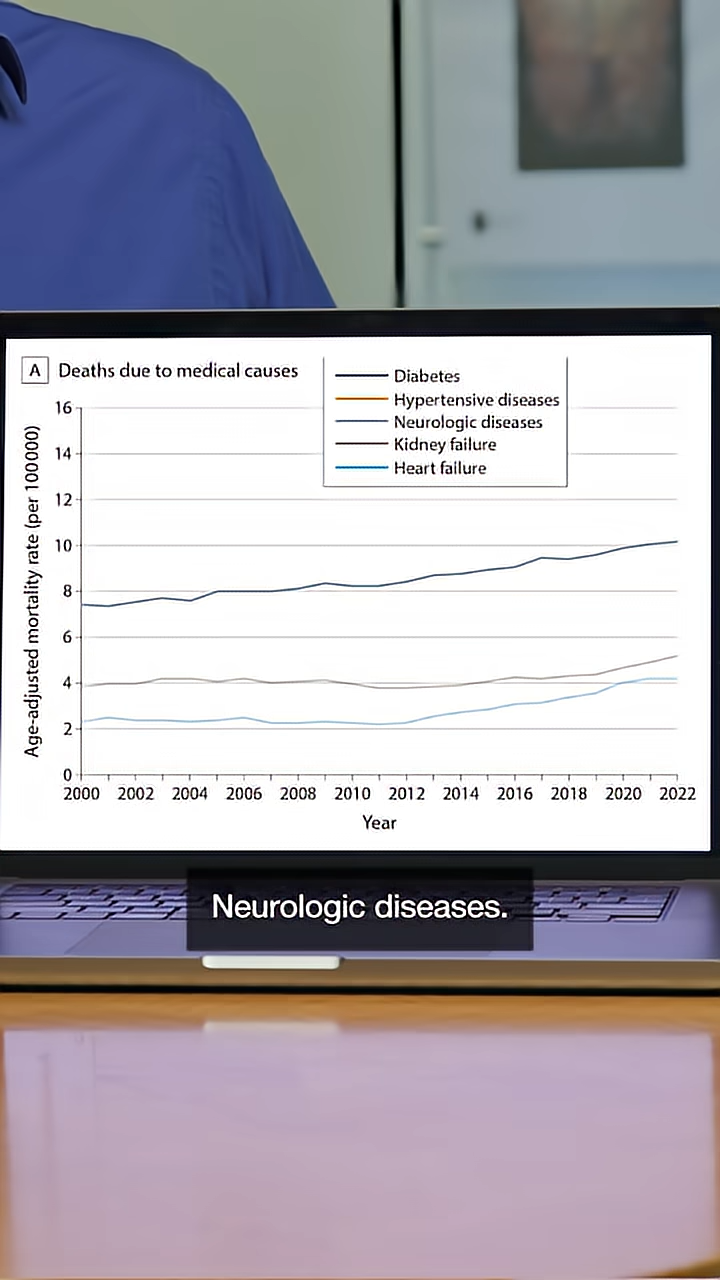 A Deaths due to medical causes
Diabetes
Hypertensive diseases
Neurologic diseases
Kidney failure
Heart failure
Age-adjusted mortality rate (per 100000)
16
14
12
10
8
6
4
2
0
2000 2002 2004 2006 2008 2010 2012 2014 2016 2018 2020 2022
Year
Neurologic diseases.